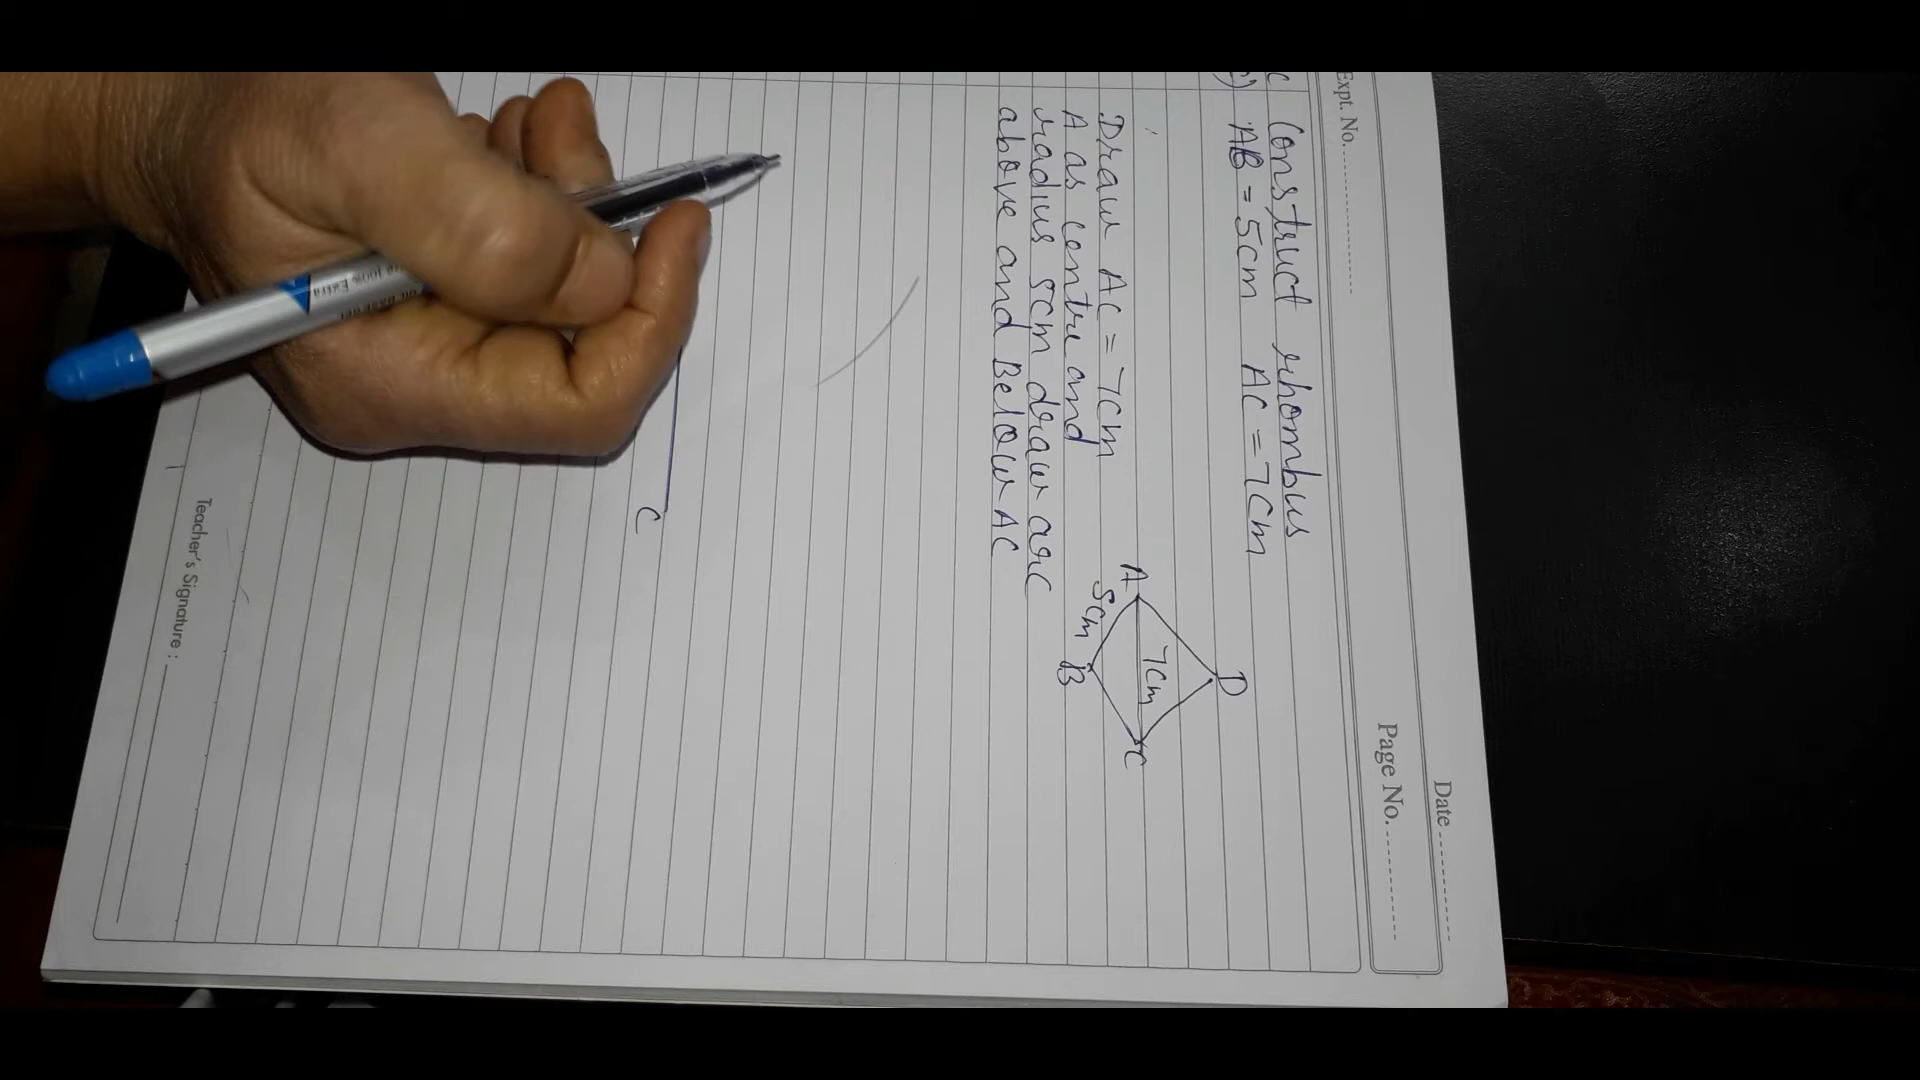 Date
Page No.
Expt. No.
Construct rhombus
AB = 5cm AC = 7cm
D
A
7cm
C
5cm
B
Draw AC = 7cm
A as centre and
radius 5cm draw arc
above and Below AC
C
Teacher's Signature :